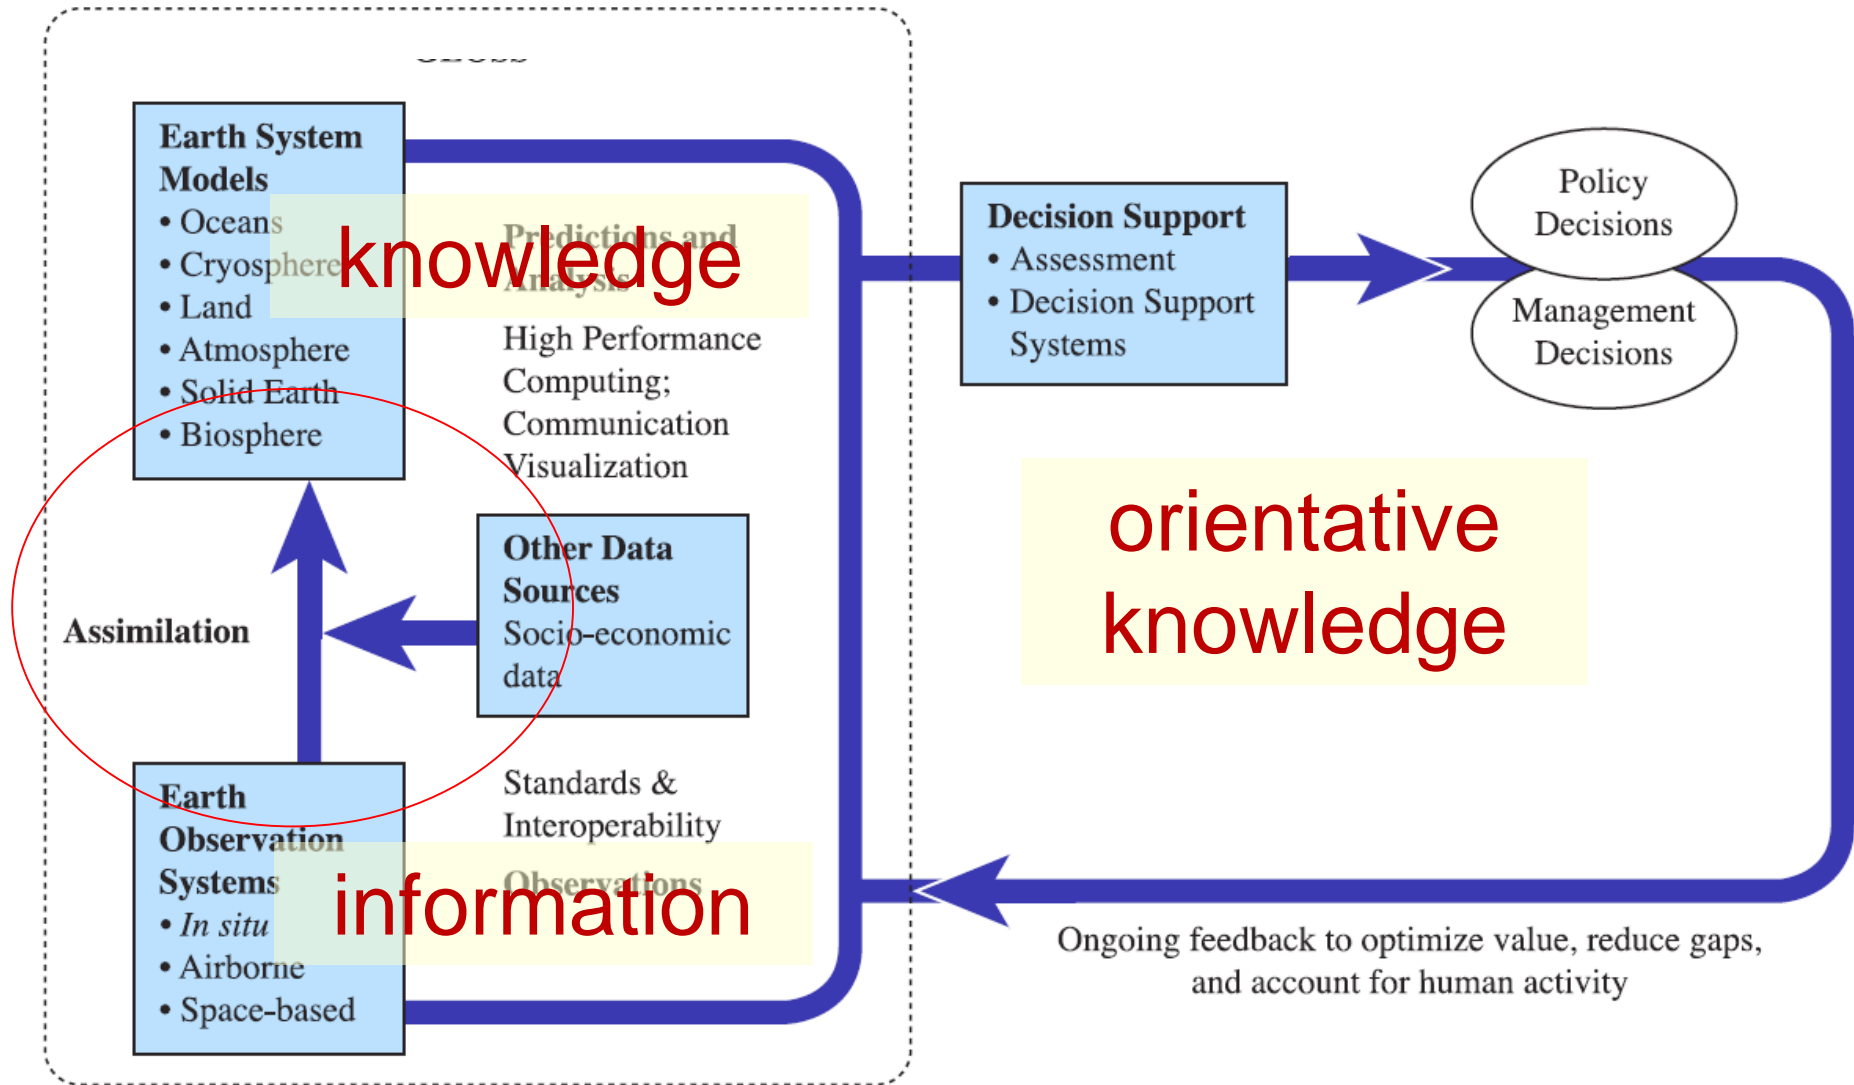 Earth System
Models
• Oceans
• Cryosphere
• Land
• Atmosphere
• Solid Earth
• Biosphere
knowledge
Predictions and
Analysis
High Performance
Computing;
Communication
Visualization
Other Data
Sources
Socio-economic
data
Assimilation
Earth
Observation
Systems
• In situ
• Airborne
• Space-based
Standards &
Interoperability
Observations
information
Decision Support
• Assessment
• Decision Support
Systems
Policy
Decisions
Management
Decisions
orientative
knowledge
Ongoing feedback to optimize value, reduce gaps,
and account for human activity